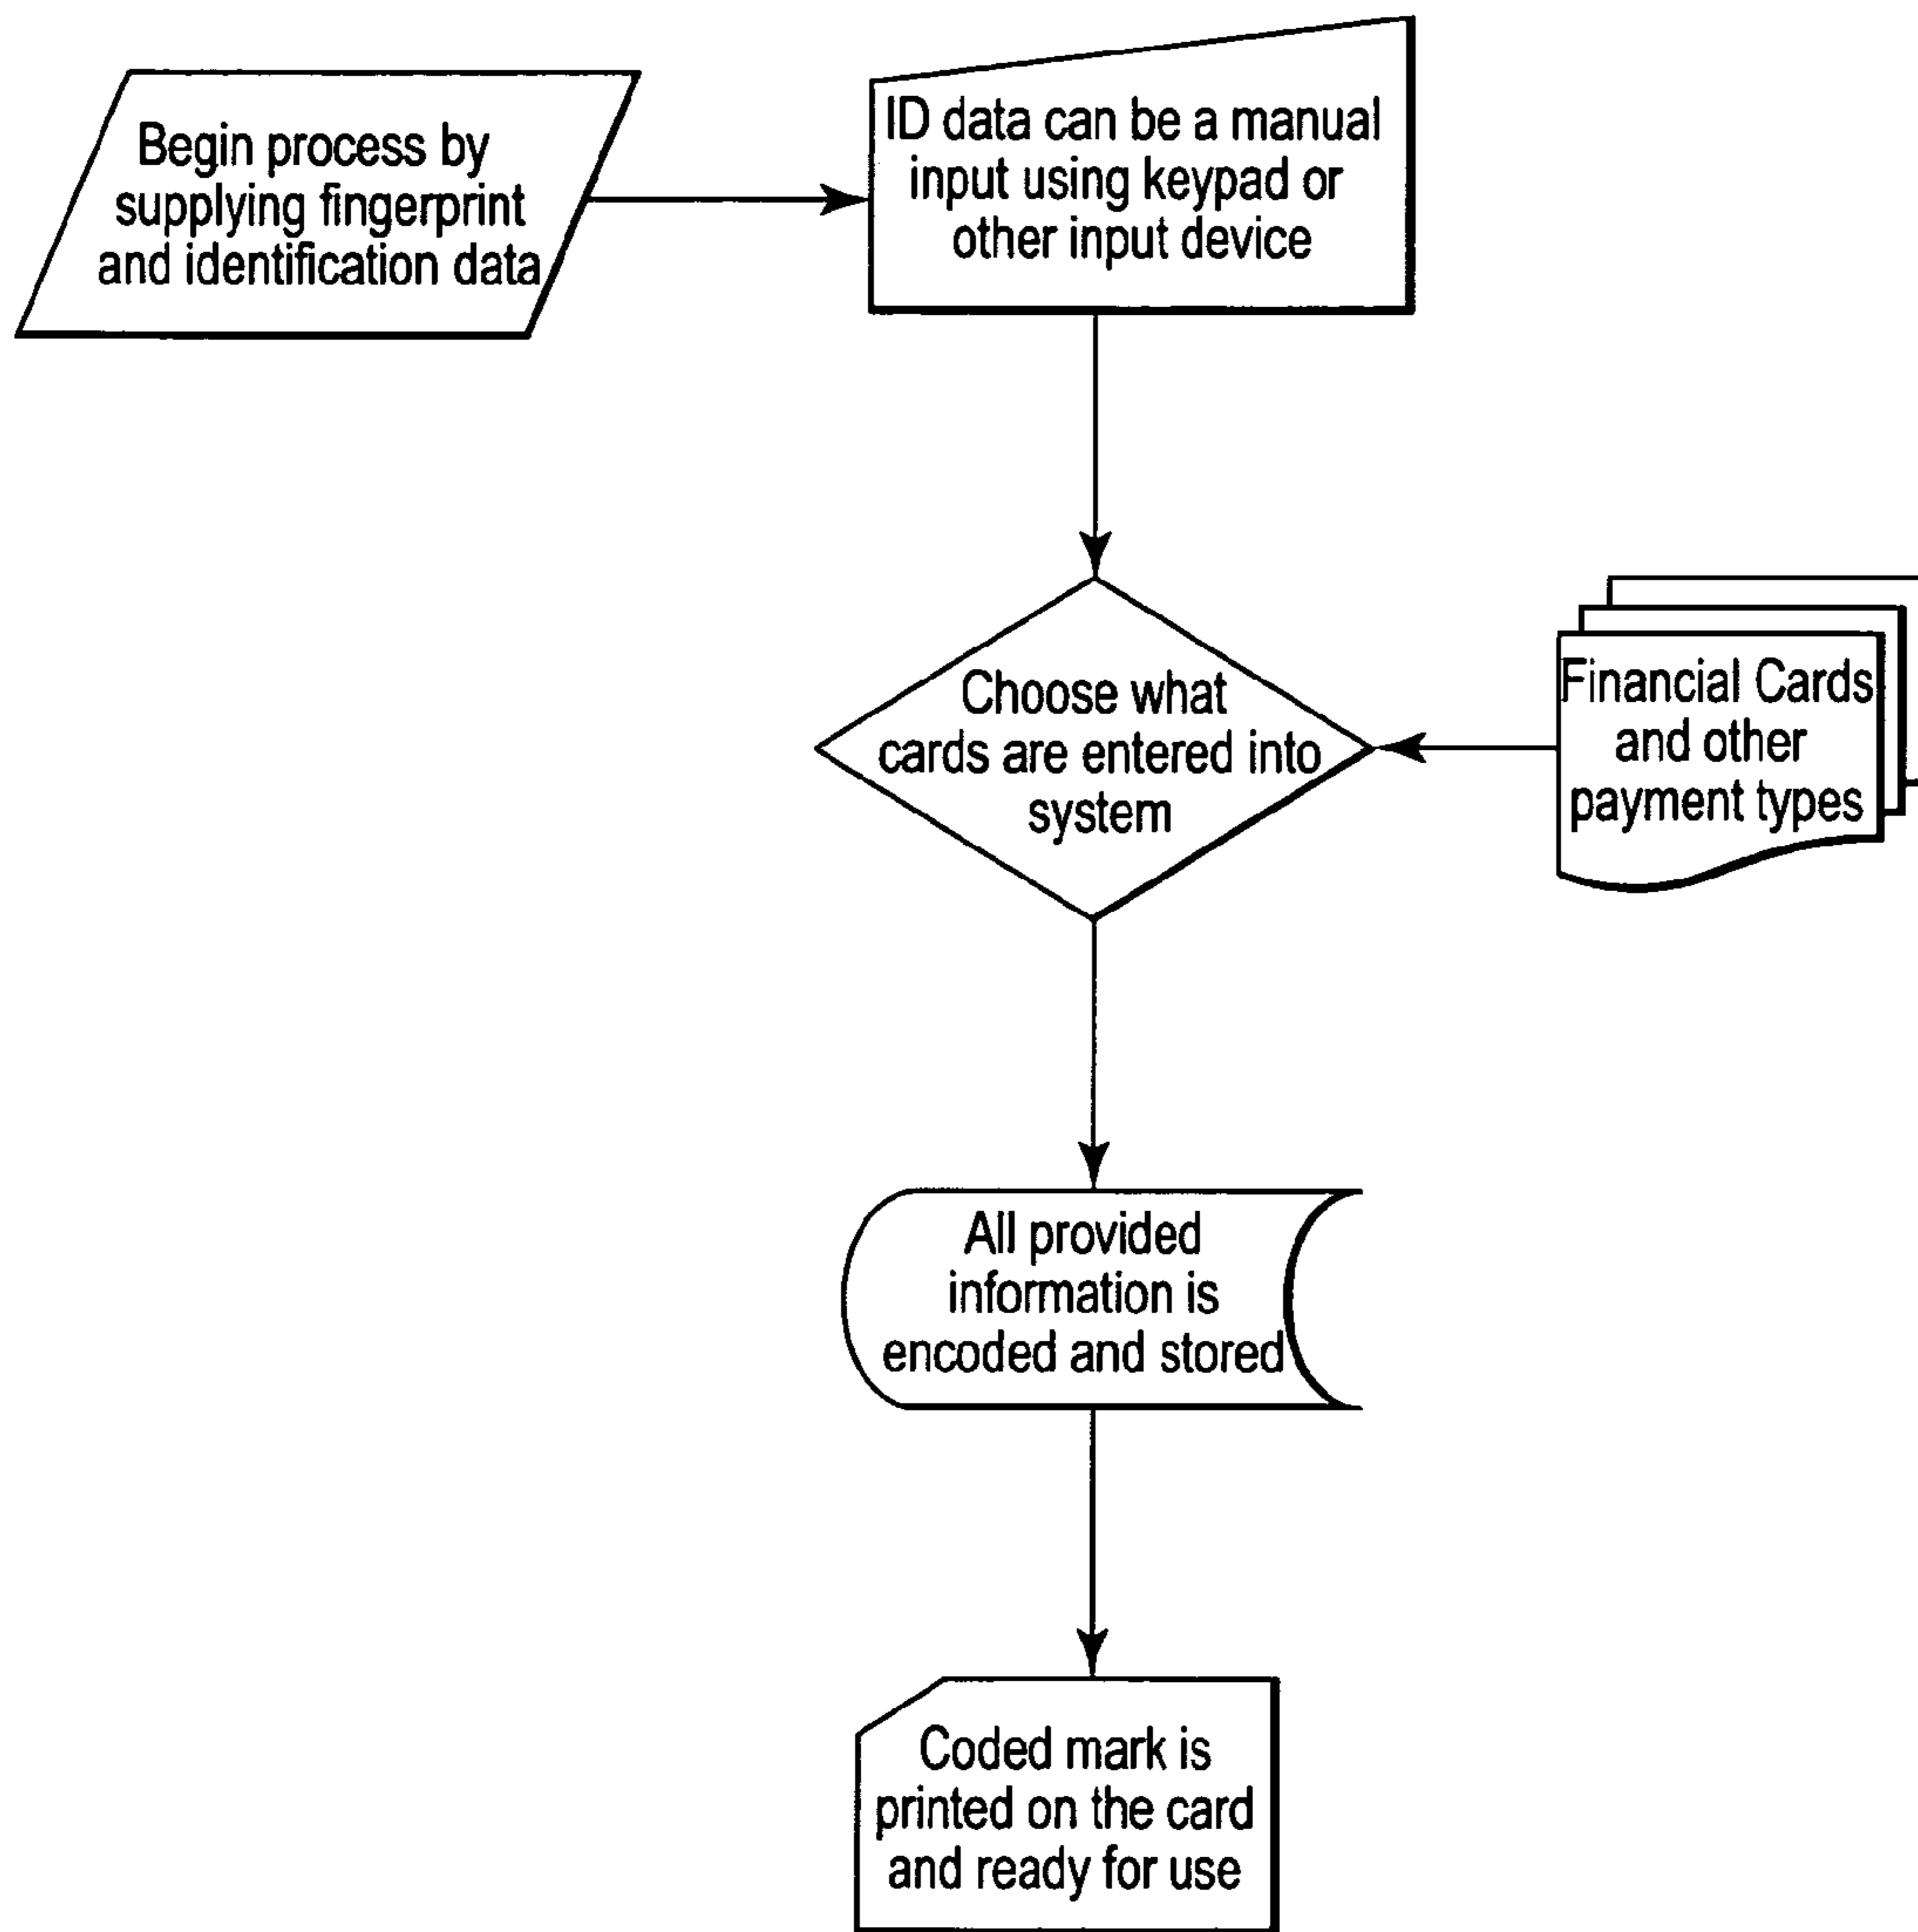 Begin process by
supplying fingerprint
and identification data
ID data can be a manual
input using keypad or
other input device
Choose what
cards are entered into
system
Financial Cards
and other
payment types
All provided
information is
encoded and stored
Coded mark is
printed on the card
and ready for use